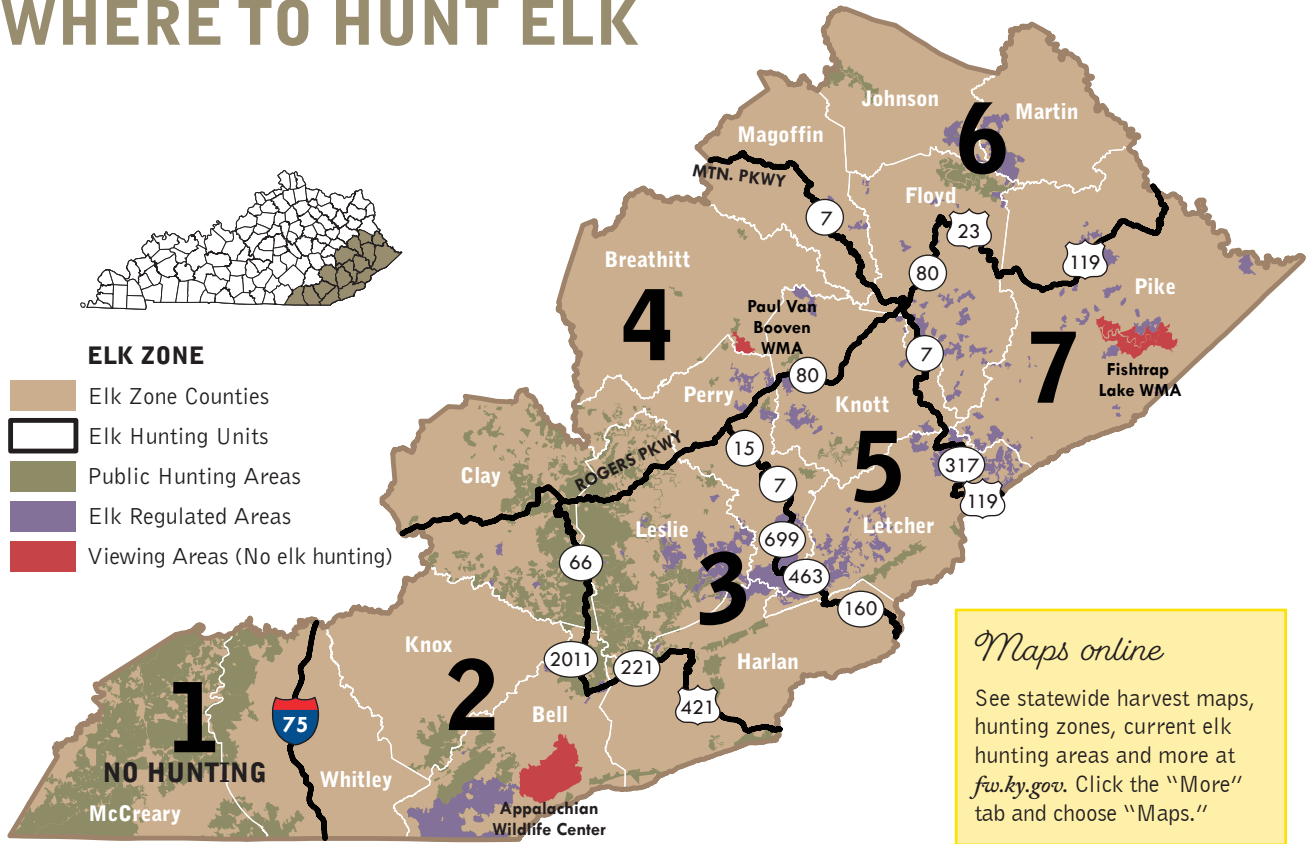 WHERE TO HUNT ELK
ELK ZONE
Elk Zone Counties
Elk Hunting Units
Public Hunting Areas
Elk Regulated Areas
Viewing Areas (No elk hunting)
Johnson
Martin
6
Magoffin
MTN. PKWY
Floyd
7
23
80
119
Breathitt
4
Pike
Paul Van
Booven
WMA
7
7
Fishtrap
Lake WMA
80
Perry
Knott
5
15
ROGERS PKWY
317
Clay
7
119
Leslie
Letcher
699
66
3
463
160
Knox
2
2011
221
Harlan
1
NO HUNTING
75
421
Bell
Whitley
McCreary
Appalachian
Wildlife Center
Maps online
See statewide harvest maps,
hunting zones, current elk
hunting areas and more at
fw.ky.gov. Click the “More”
tab and choose “Maps.”